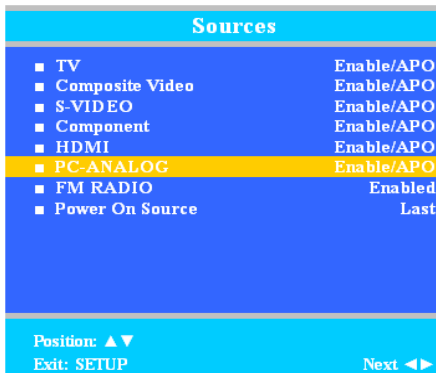 Sources
TV Enable/APO
Composite Video Enable/APO
S-VIDEO Enable/APO
Component Enable/APO
HDMI Enable/APO
PC-ANALOG Enable/APO
FM RADIO Enabled
Power On Source Last
Position: ▲▼
Exit: SETUP Next ◄►